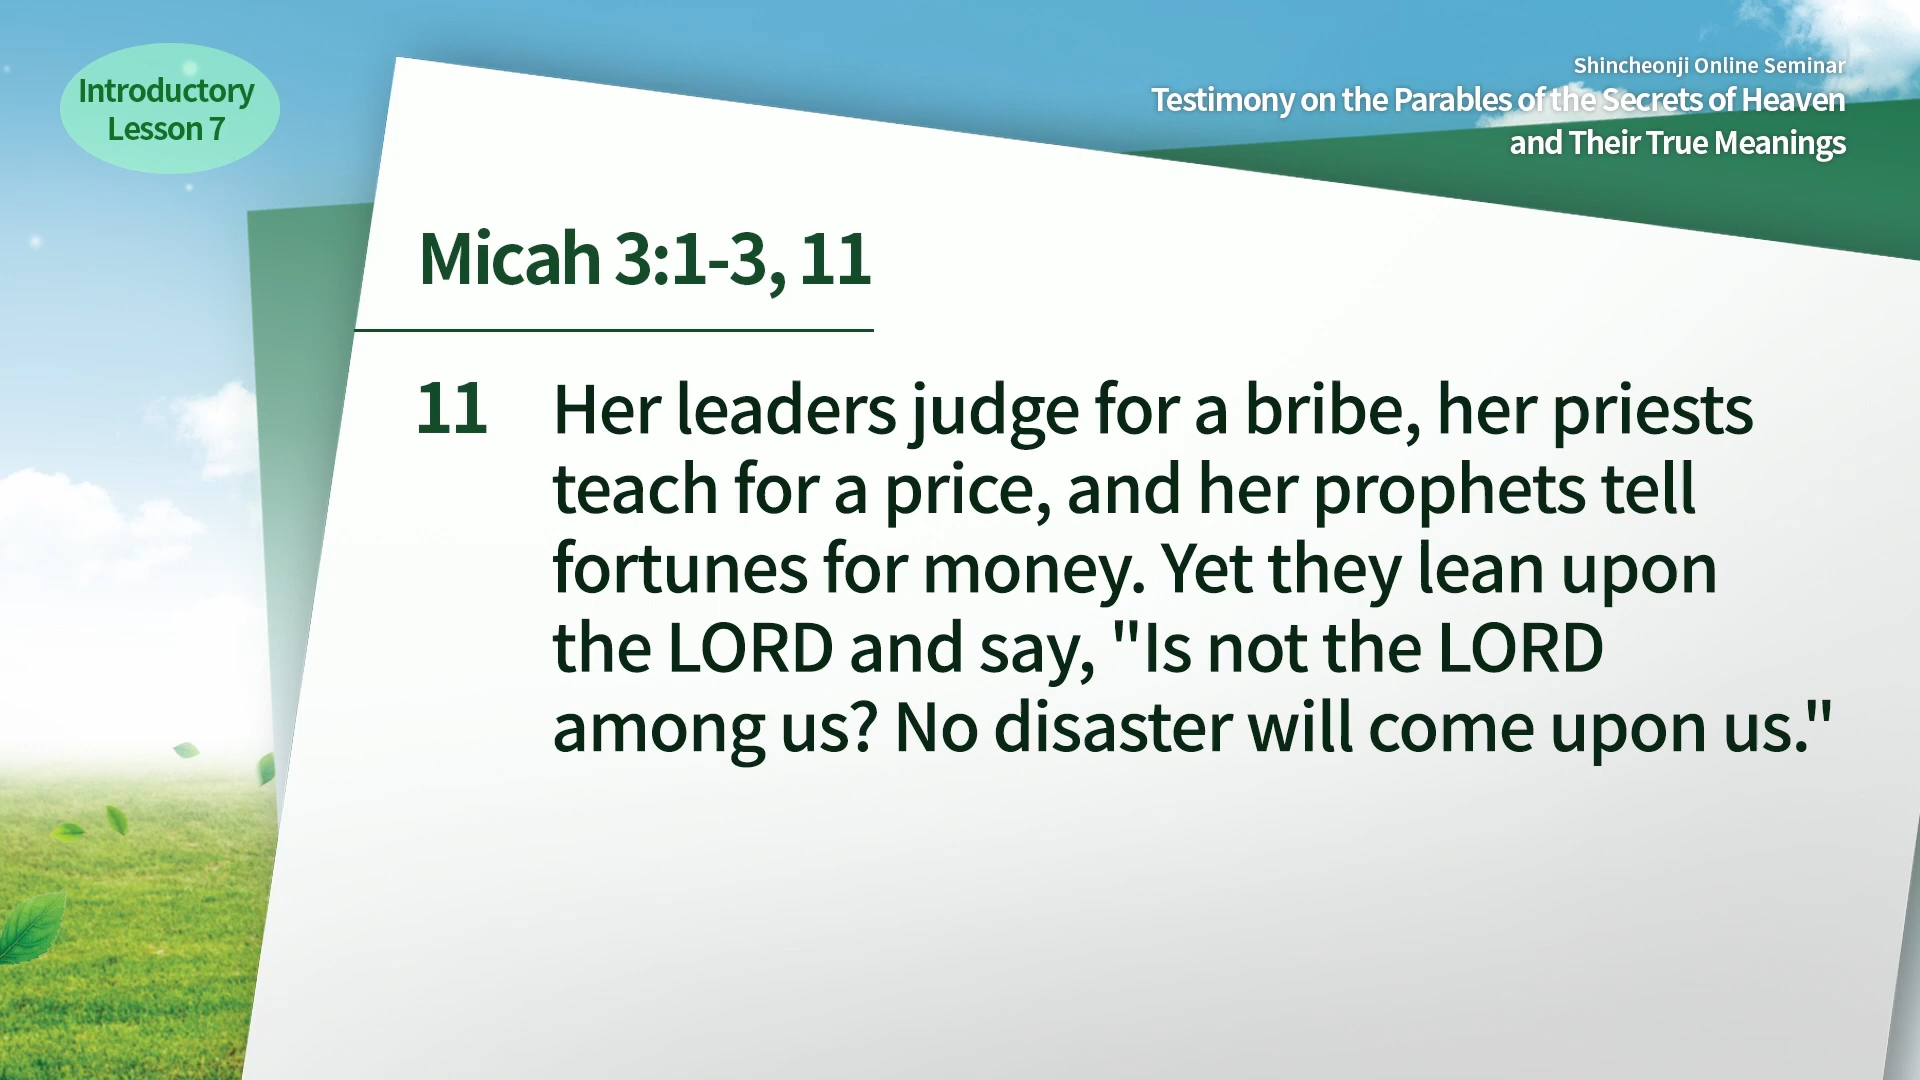 Introductory
Lesson 7
Shincheonji Online Seminar
Testimony on the Parables of the Secrets of Heaven
and Their True Meanings
Micah 3:1-3, 11
11 Her leaders judge for a bribe, her priests
teach for a price, and her prophets tell
fortunes for money. Yet they lean upon
the LORD and say, "Is not the LORD
among us? No disaster will come upon us."